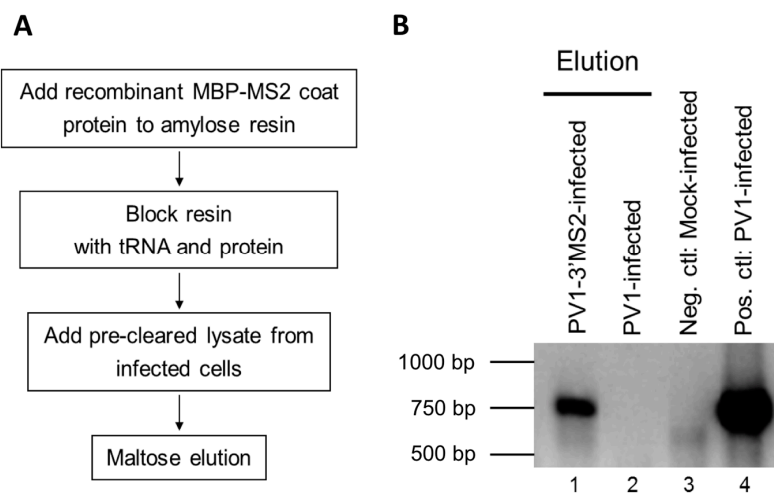 A
Add recombinant MBP-MS2 coat
protein to amylose resin
Block resin
with tRNA and protein
Add pre-cleared lysate from
infected cells
Maltose elution
B
Elution
PV1-3'MS2-infected
PV1-infected
Neg. ctl: Mock-infected
Pos. ctl: PV1-infected
1000 bp
750 bp
500 bp
1 2 3 4